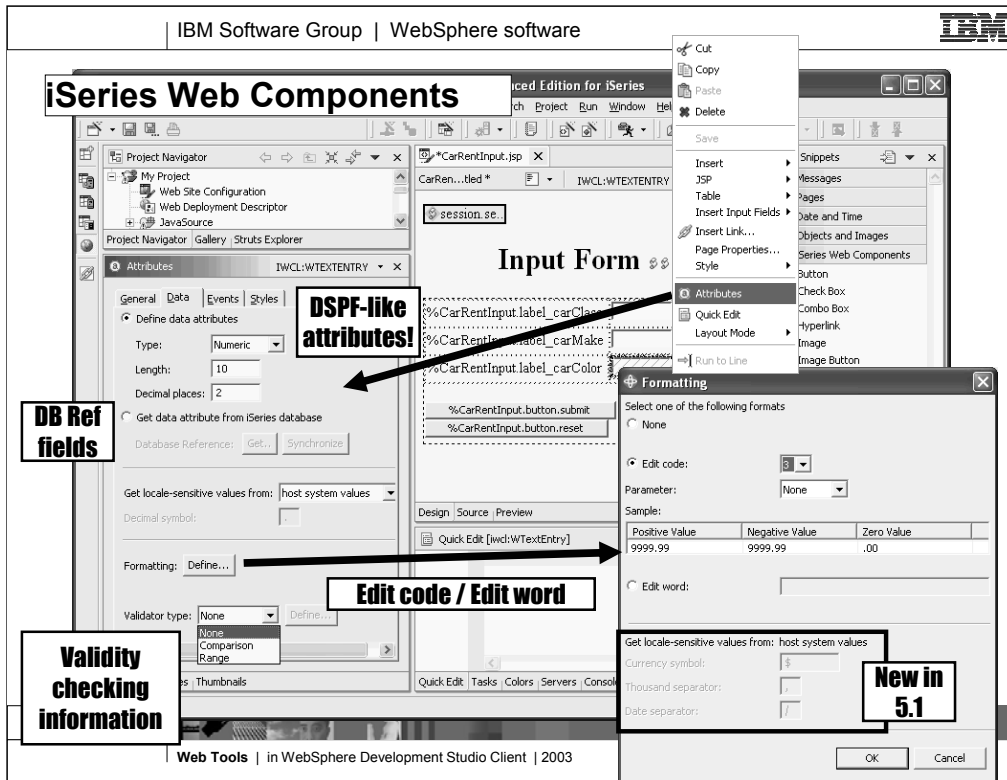 IBM Software Group | WebSphere software
IBM
iSeries Web Components
nced Edition for iSeries
rch Project Run Window Hel
Project Navigator
My Project
Web Site Configuration
Web Deployment Descriptor
JavaSource
Project Navigator Gallery Struts Explorer
Attributes IWCL:WTEXTENTRY
General Data Events Styles
Define data attributes
Type: Numeric
Length: 10
Decimal places: 2
Get data attribute from iSeries database
Database Reference: Get.. Synchronize
Get locale-sensitive values from: host system values
Decimal symbol: .
Formatting: Define...
Validator type: None Define...
None
Comparison
Range
es Thumbnails
DSPF-like
attributes!
DB Ref
fields
Validity
checking
information
*CarRentInput.jsp
CarRen...tled * IWCL:WTEXTENTRY
session.se..
Input Form
%CarRentInput.label_carClass
%CarRentInput.label_carMake
%CarRentInput.label_carColor
%CarRentInput.button.submit
%CarRentInput.button.reset
Design Source Preview
Quick Edit [iwcl:WTextEntry]
Edit code / Edit word
Quick Edit Tasks Colors Servers Consol
Cut
Copy
Paste
Delete
Save
Insert
JSP
Table
Insert Input Fields
Insert Link...
Page Properties...
Style
Attributes
Quick Edit
Layout Mode
Run to Line
Snippets
Messages
Pages
Date and Time
Objects and Images
iSeries Web Components
Button
Check Box
Combo Box
Hyperlink
Image
Image Button
Formatting
Select one of the following formats
None
Edit code: 3
Parameter: None
Sample:
Positive Value Negative Value Zero Value
9999.99 9999.99 .00
Edit word:
Get locale-sensitive values from: host system values
Currency symbol: $
Thousand separator: ,
Date separator: /
New in
5.1
OK Cancel
Web Tools | in WebSphere Development Studio Client | 2003